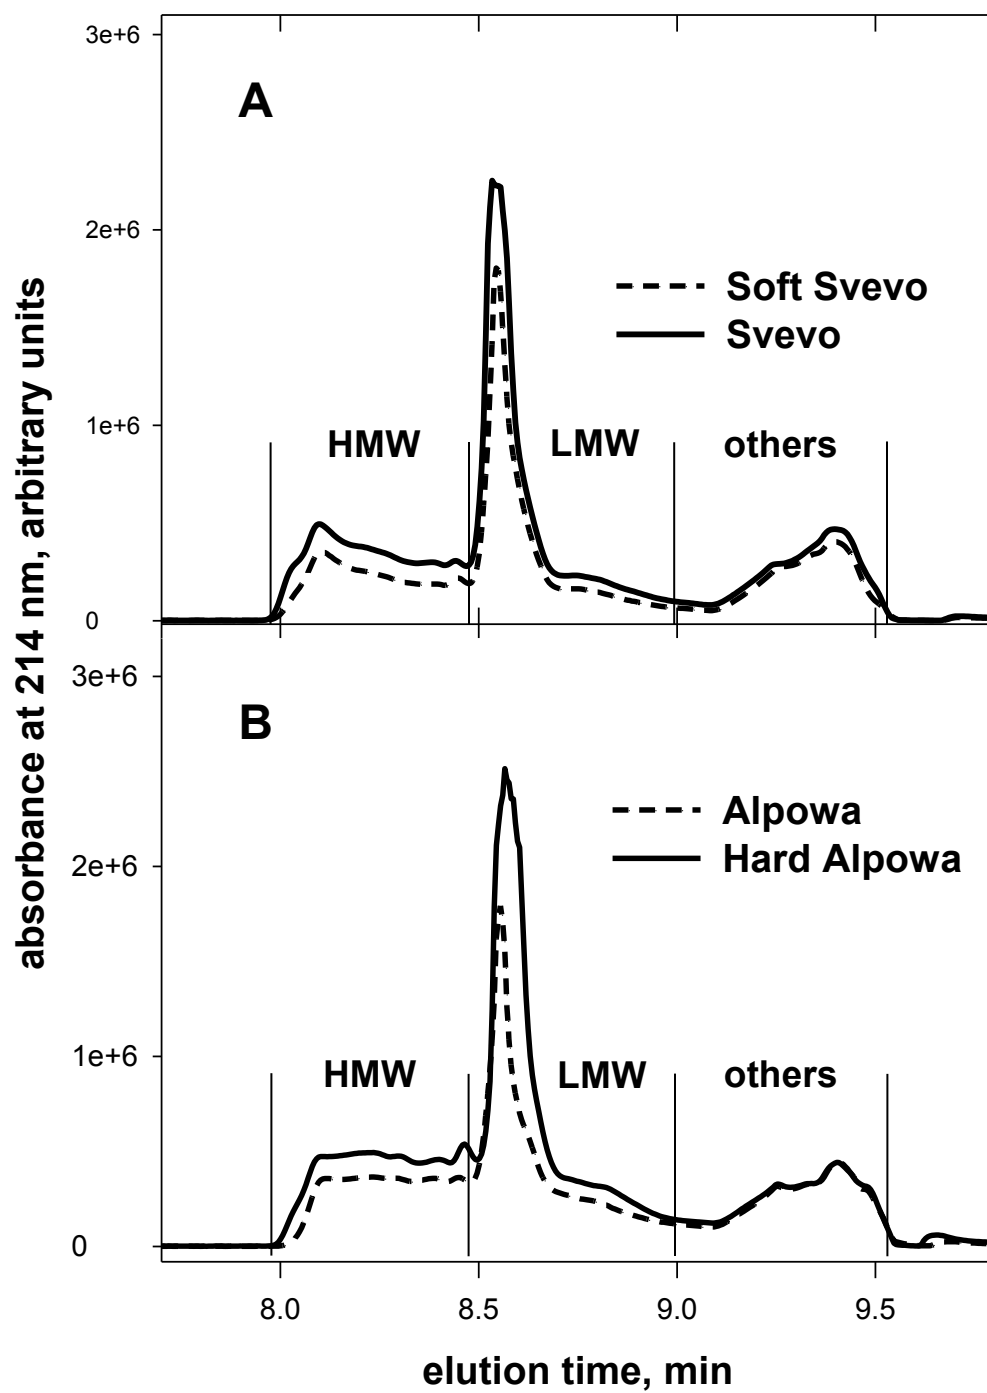 absorbance at 214 nm, arbitrary units
3e+6
A
2e+6
Soft Svevo
Svevo
1e+6
HMW LMW others
0
3e+6
B
Alpowa
2e+6
Hard Alpowa
1e+6
HMW LMW others
0
8.0 8.5 9.0 9.5
elution time, min